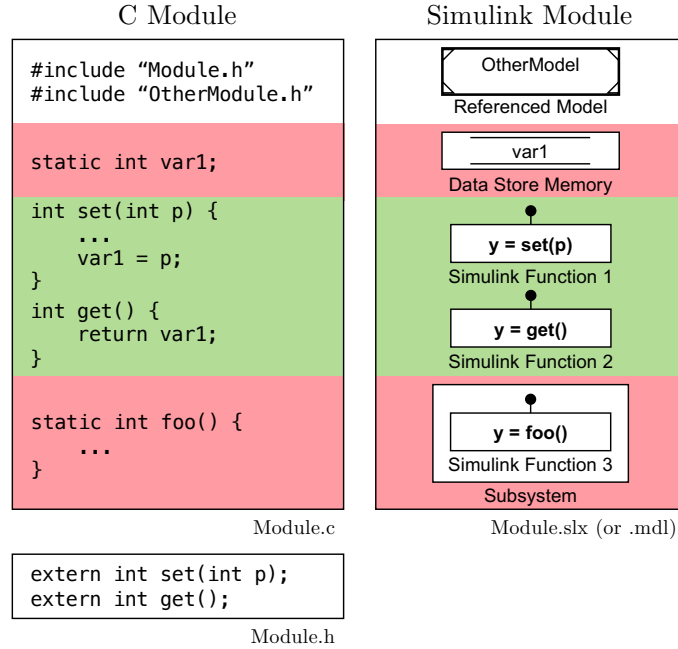 C Module
#include “Module.h”
#include “OtherModule.h”
static int var1;
int set(int p) {
...
var1 = p;
}
int get() {
return var1;
}
static int foo() {
...
}
Module.c
extern int set(int p);
extern int get();
Module.h
Simulink Module
OtherModel
Referenced Model
var1
Data Store Memory
y = set(p)
Simulink Function 1
y = get()
Simulink Function 2
y = foo()
Simulink Function 3
Subsystem
Module.slx (or .mdl)